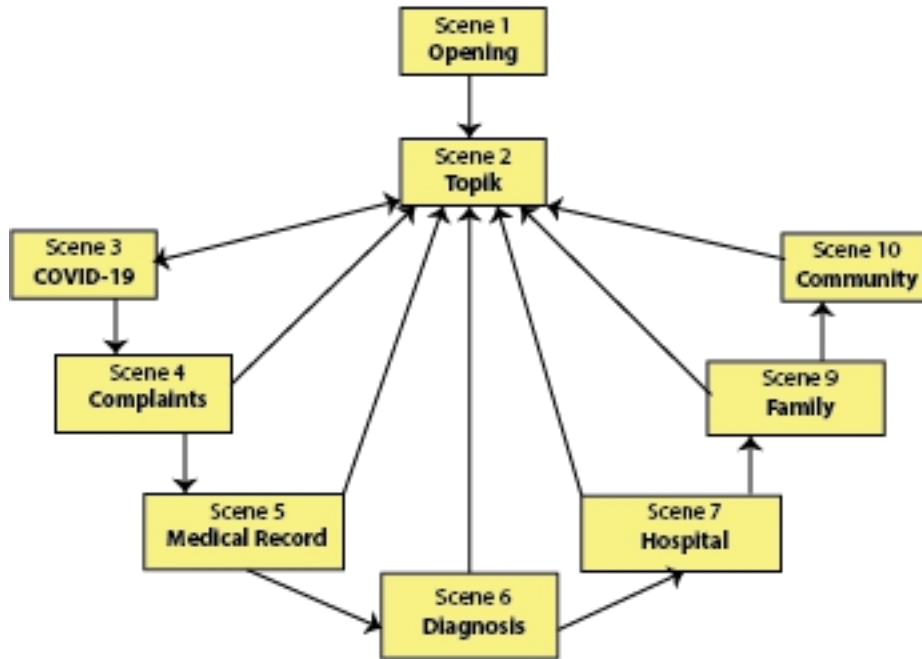 Scene 1
Opening
Scene 2
Topik
Scene 3
COVID-19
Scene 10
Community
Scene 4
Complaints
Scene 9
Family
Scene 5
Medical Record
Scene 7
Hospital
Scene 6
Diagnosis